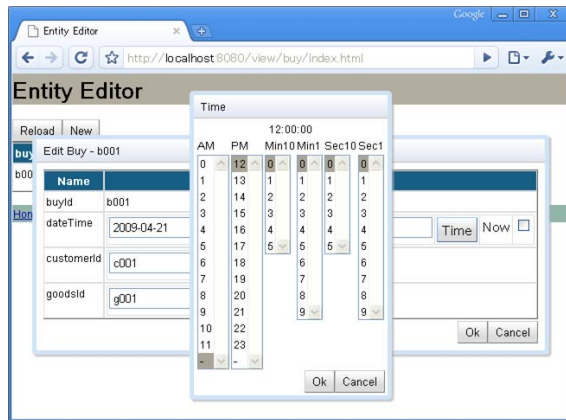 Google
Entity Editor
http://localhost:8080/view/buy/index.html
Entity Editor
Reload New
buy
b00
Hon
Edit Buy - b001
Name
buyId b001
dateTime 2009-04-21 Time Now
customerId c001
goodsId g001
Ok Cancel
Time
12:00:00
AM PM Min10 Min1 Sec10 Sec1
0 12 0 0 0 0
1 13 1 1 1 1
2 14 2 2 2 2
3 15 3 3 3 3
4 16 4 4 4 4
5 17 5 5 5 5
6 18 6 6
7 19 7 7
8 20 8 8
9 21 9 9
10 22
11 23
- -
Ok Cancel